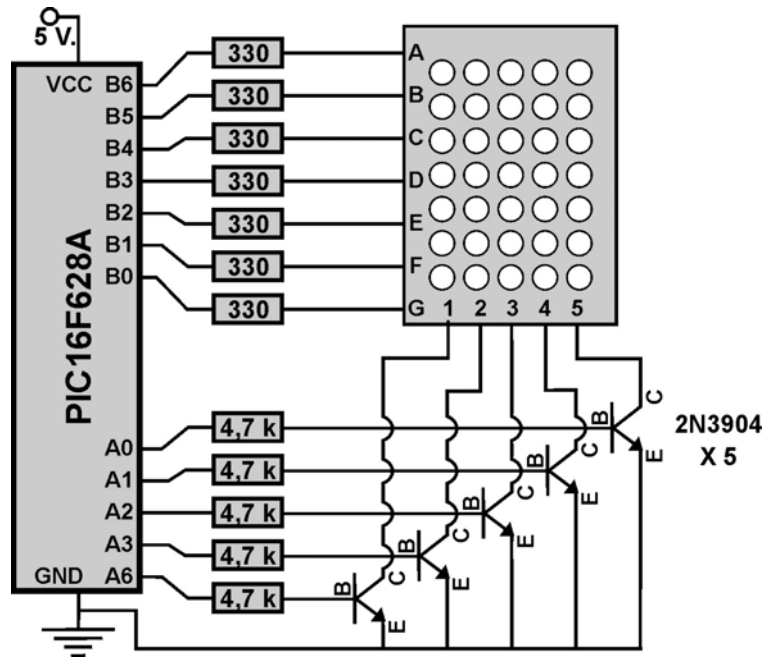 5 V.
VCC B6 330 A
B5 330 B
B4 330 C
B3 330 D
B2 330 E
B1 330 F
B0 330 G 1 2 3 4 5
PIC16F628A
A0 4,7 k B C E
2N3904
X 5
A1 4,7 k B C E
A2 4,7 k B C E
A3 4,7 k B C E
GND A6 4,7 k B C E